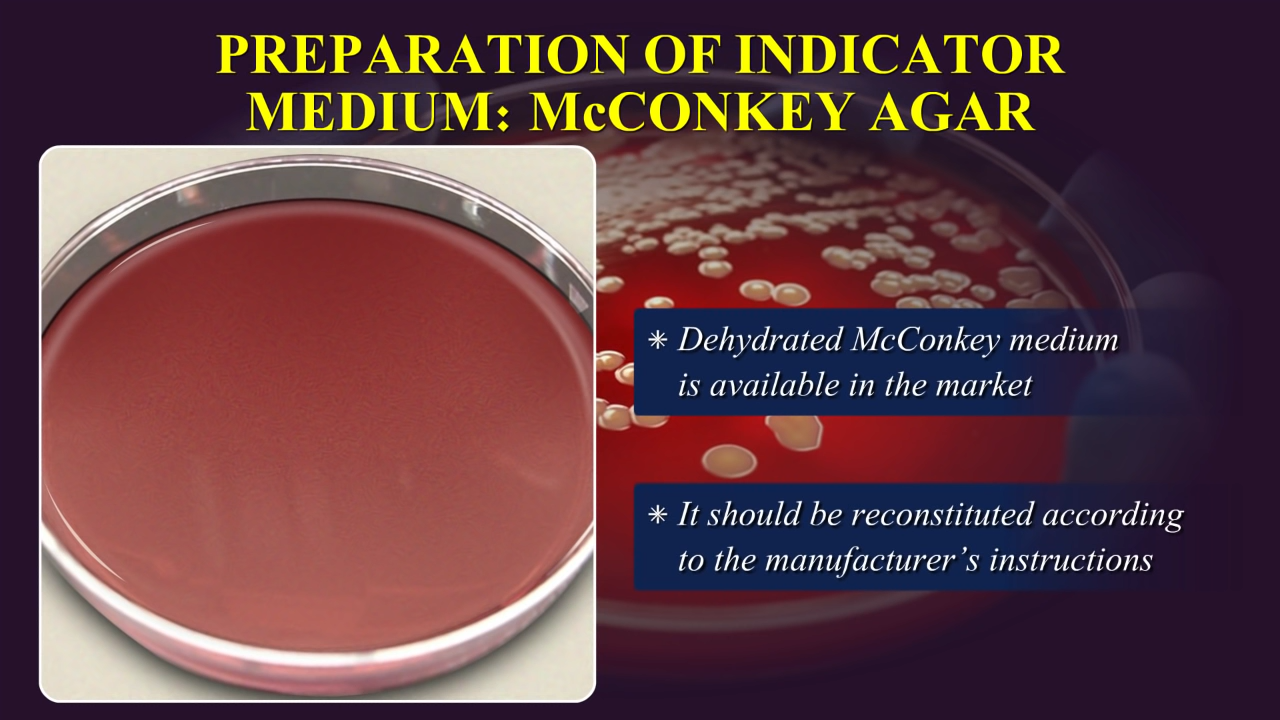 PREPARATION OF INDICATOR
MEDIUM: McCONKEY AGAR
✳ Dehydrated McConkey medium
is available in the market
✳ It should be reconstituted according
to the manufacturer’s instructions